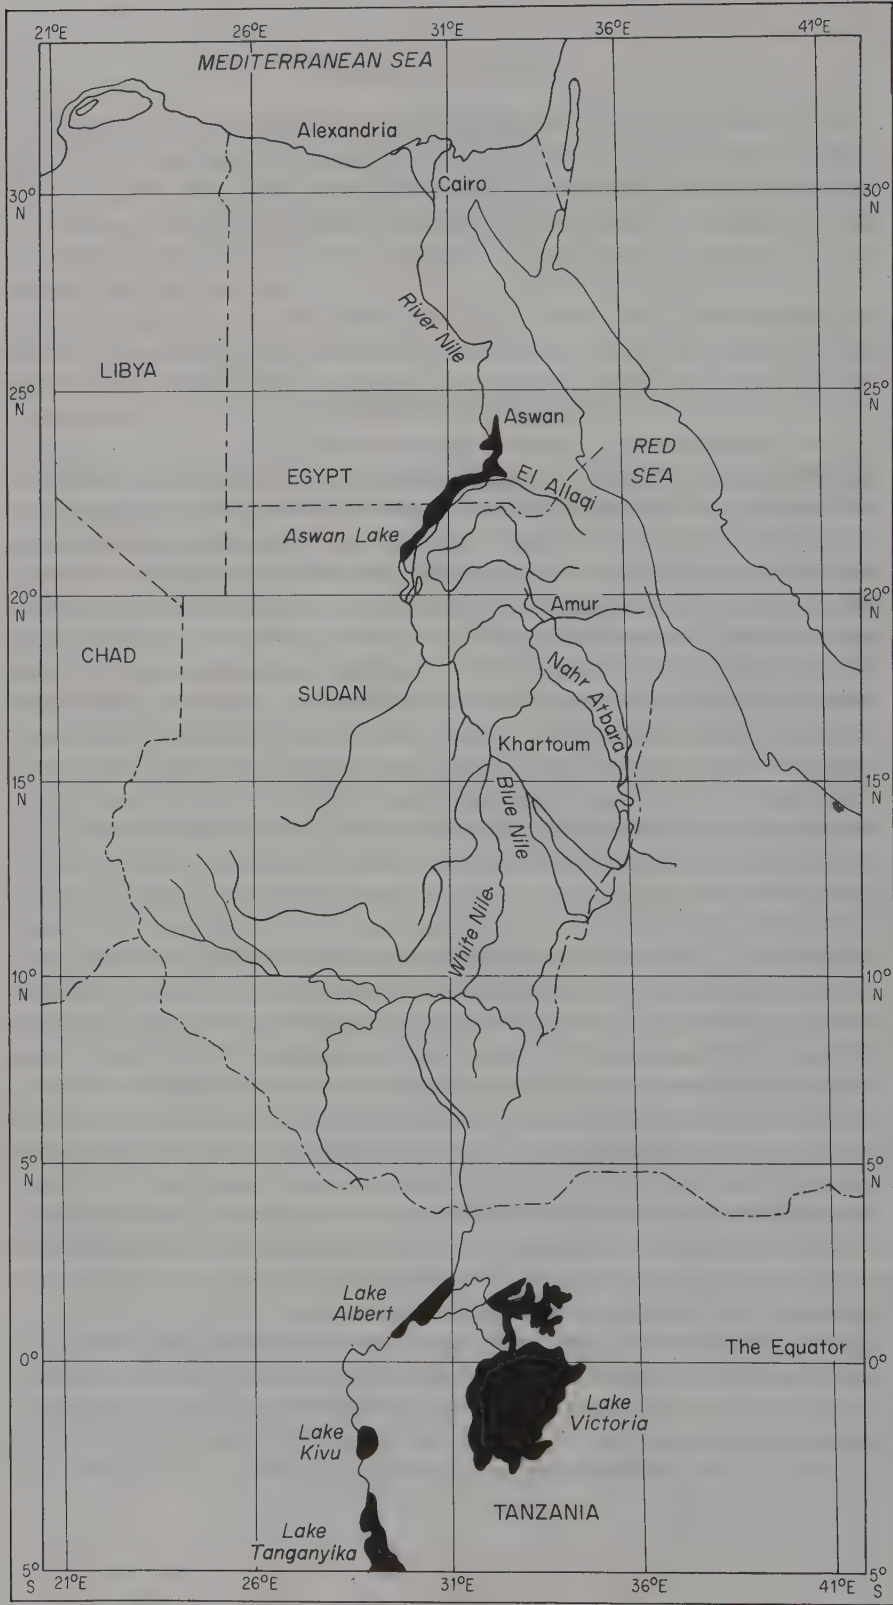 21°E 26°E 31°E 36°E 41°E
MEDITERRANEAN SEA
Alexandria
Cairo
30°
N
30°
N
River Nile
LIBYA
25°
N
25°
N
Aswan
RED
SEA
EGYPT
El Allaqi
Aswan Lake
20°
N
20°
N
Amur
CHAD
Nahr Atbara
SUDAN
Khartoum
15°
N
15°
N
Blue Nile
White Nile
10°
N
10°
N
5°
N
5°
N
Lake
Albert
The Equator
0°
0°
Lake
Victoria
Lake
Kivu
TANZANIA
Lake
Tanganyika
5°
S
5°
S
21°E 26°E 31°E 36°E 41°E